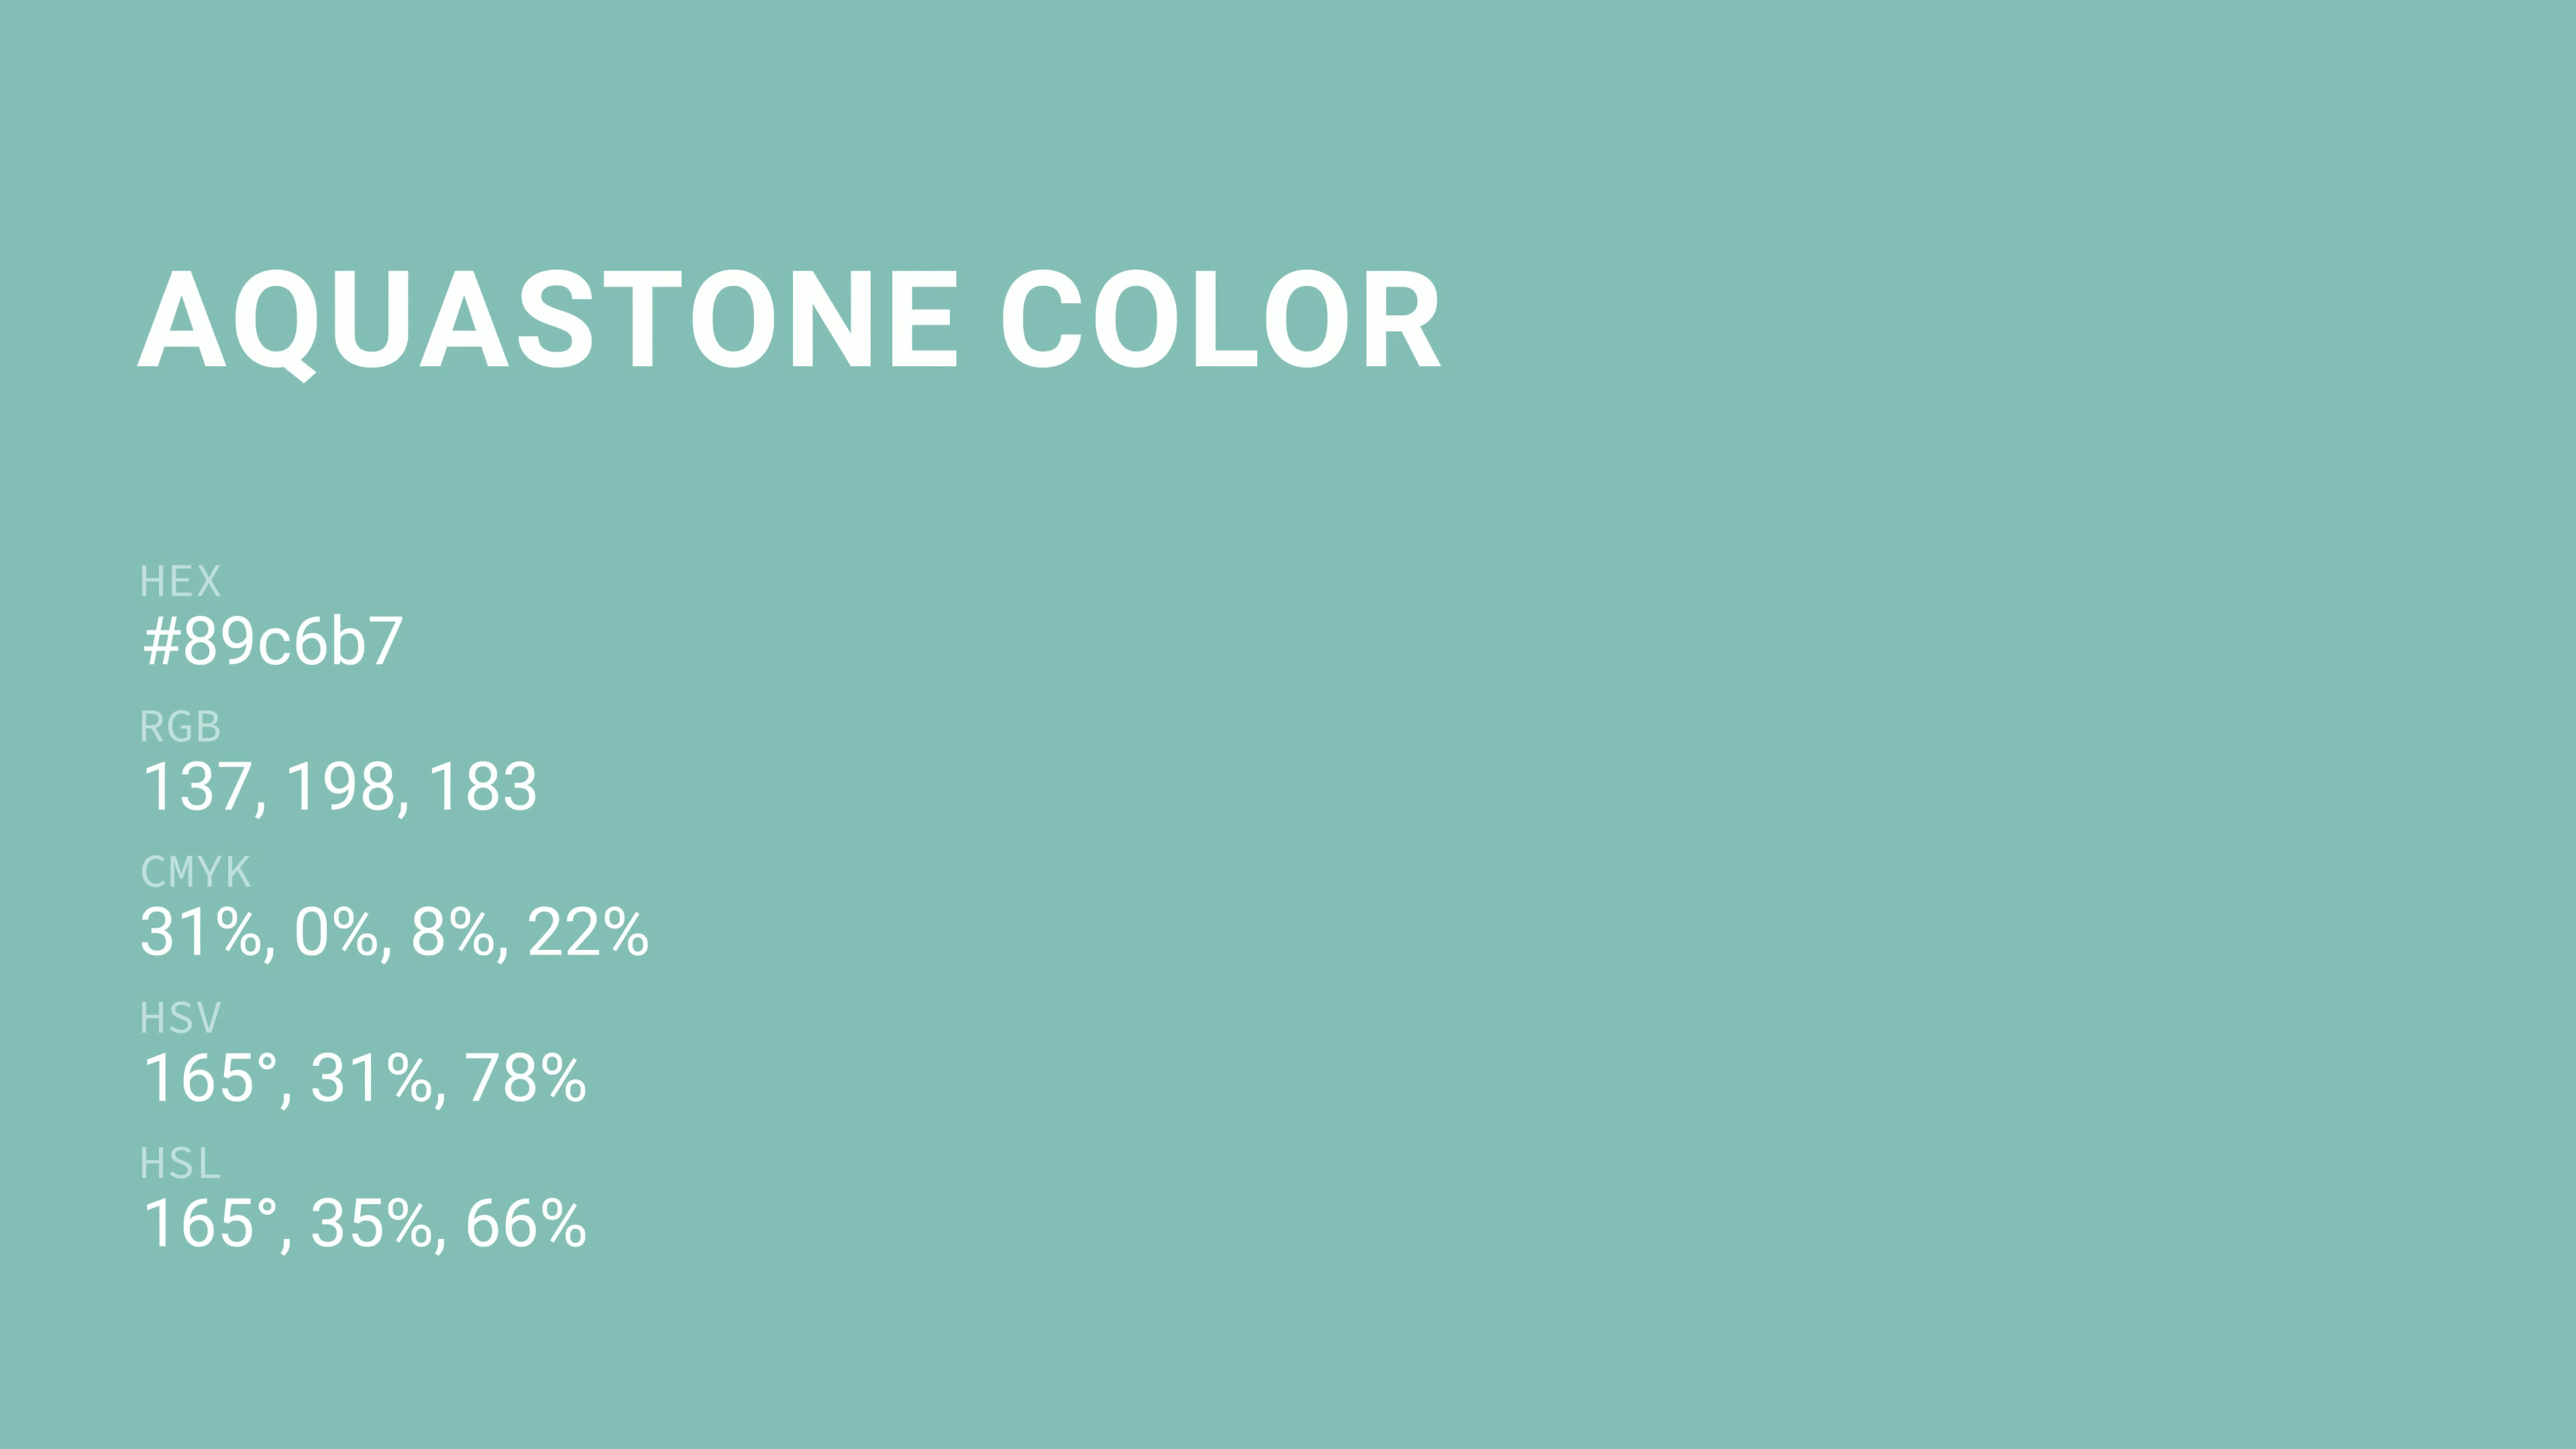 AQUASTONE COLOR
HEX
#89c6b7
RGB
137, 198, 183
CMYK
31%, 0%, 8%, 22%
HSV
165°, 31%, 78%
HSL
165°, 35%, 66%